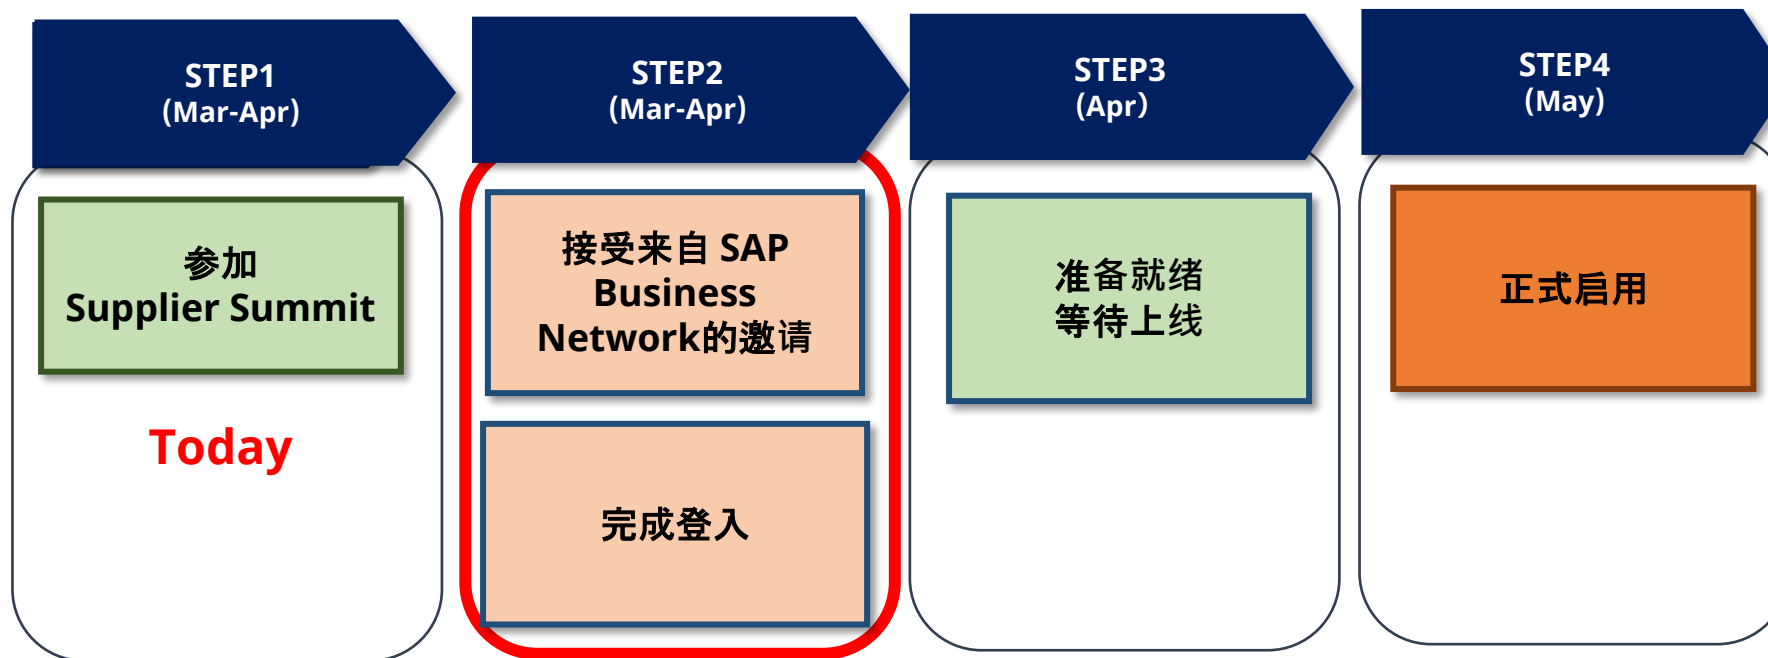 STEP1
(Mar-Apr)
参加
Supplier Summit
Today
STEP2
(Mar-Apr)
接受来自 SAP
Business
Network的邀请
完成登入
STEP3
(Apr）
准备就绪
等待上线
STEP4
(May)
正式启用